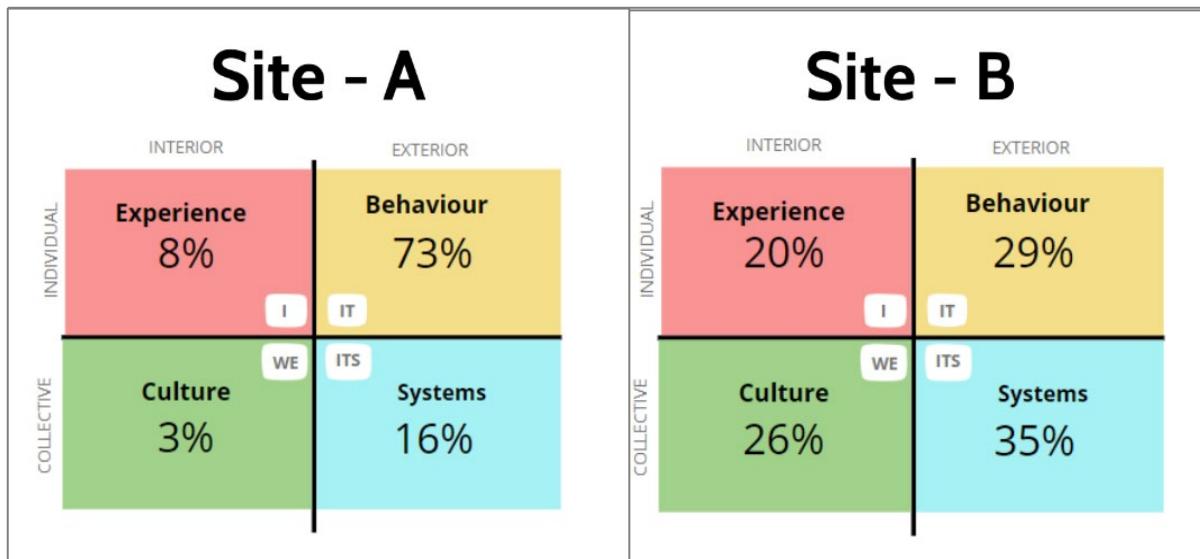 Site - A
INTERIOR
EXTERIOR
INDIVIDUAL
Experience
8%
Behaviour
73%
I
IT
COLLECTIVE
WE
ITS
Culture
3%
Systems
16%
Site - B
INTERIOR
EXTERIOR
INDIVIDUAL
Experience
20%
Behaviour
29%
I
IT
COLLECTIVE
WE
ITS
Culture
26%
Systems
35%